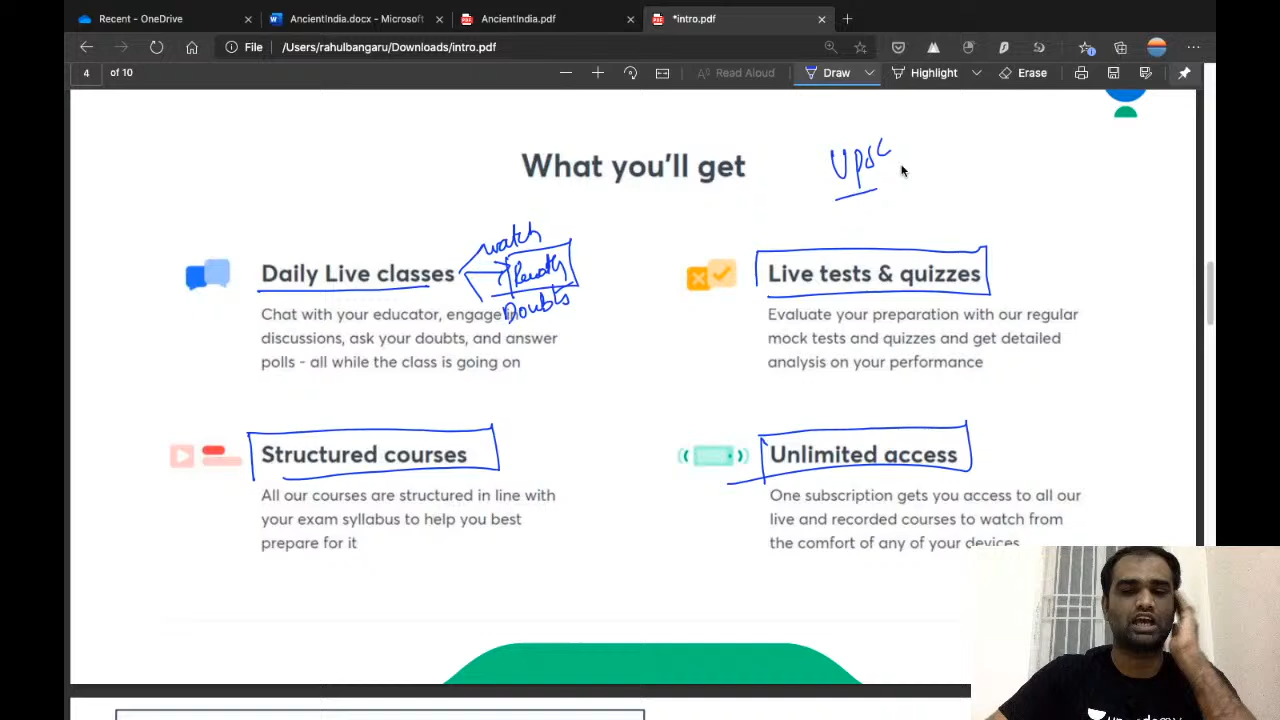 Recent - OneDrive
AncientIndia.docx - Microsoft
AncientIndia.pdf
*intro.pdf
File
/Users/rahulbangaru/Downloads/intro.pdf
4
of 10
Read Aloud
Draw
Highlight
Erase
What you'll get
Upsc
watch
Daily Live classes
Doubts
Chat with your educator, engage in
discussions, ask your doubts, and answer
polls - all while the class is going on
Live tests & quizzes
Evaluate your preparation with our regular
mock tests and quizzes and get detailed
analysis on your performance
Structured courses
All our courses are structured in line with
your exam syllabus to help you best
prepare for it
Unlimited access
One subscription gets you access to all our
live and recorded courses to watch from
the comfort of any of your devices